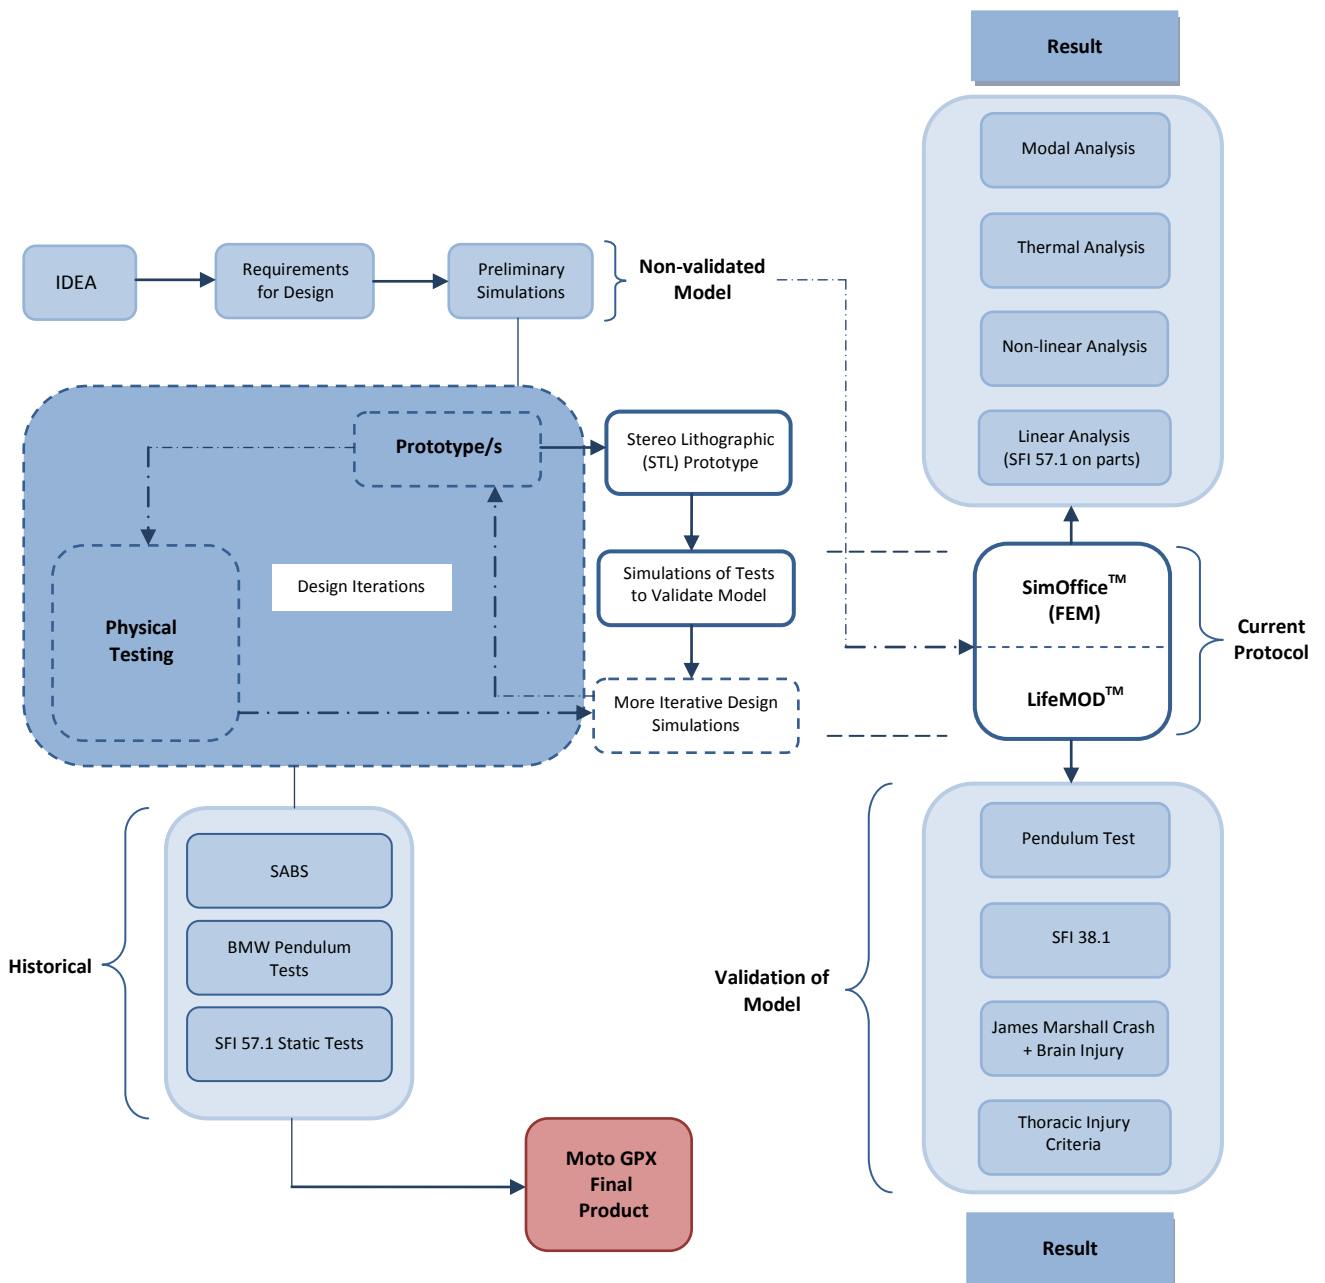 Result
Modal Analysis
Thermal Analysis
Non-linear Analysis
Linear Analysis
(SFI 57.1 on parts)
IDEA
Requirements
for Design
Preliminary
Simulations
Non-validated
Model
Prototype/s
Stereo Lithographic
(STL) Prototype
Design Iterations
Simulations of Tests
to Validate Model
Physical
Testing
More Iterative Design
Simulations
SimOffice™
(FEM)
LifeMOD™
Current
Protocol
Historical
SABS
BMW Pendulum
Tests
SFI 57.1 Static Tests
Moto GPX
Final
Product
Validation of
Model
Pendulum Test
SFI 38.1
James Marshall Crash
+ Brain Injury
Thoracic Injury
Criteria
Result